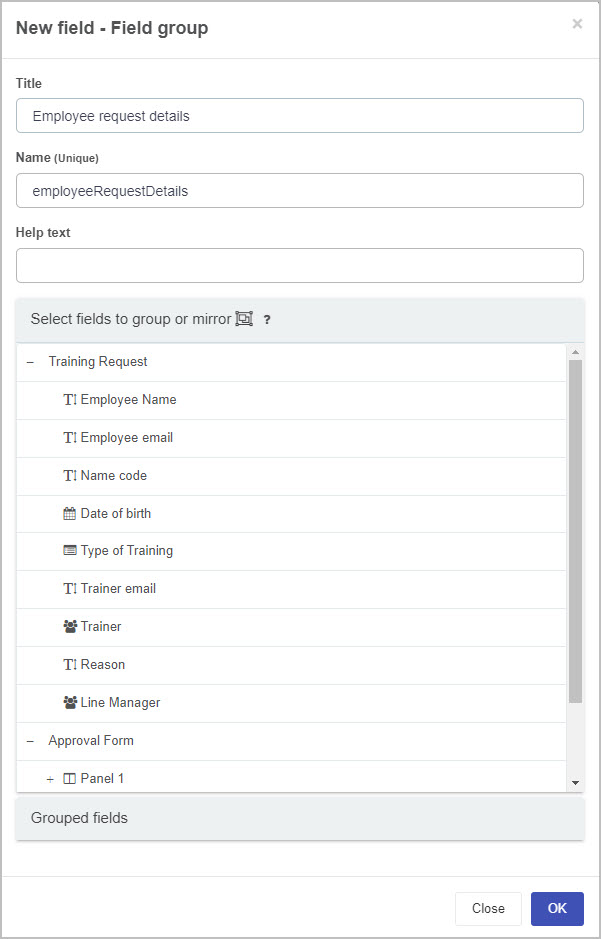 New field - Field group
×
Title
Employee request details
Name (Unique)
employeeRequestDetails
Help text
Select fields to group or mirror ?
− Training Request
Employee Name
Employee email
Name code
Date of birth
Type of Training
Trainer email
Trainer
Reason
Line Manager
− Approval Form
+ Panel 1
Grouped fields
Close OK